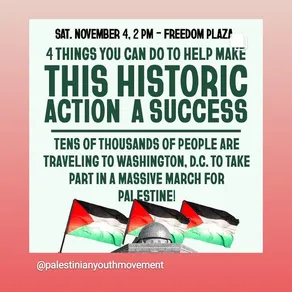 SAT. NOVEMBER 4, 2 PM - FREEDOM PLAZA
4 THINGS YOU CAN DO TO HELP MAKE
THIS HISTORIC
ACTION A SUCCESS
TENS OF THOUSANDS OF PEOPLE ARE
TRAVELING TO WASHINGTON, D.C. TO TAKE
PART IN A MASSIVE MARCH FOR
PALESTINE!
@palestinianyouthmovement